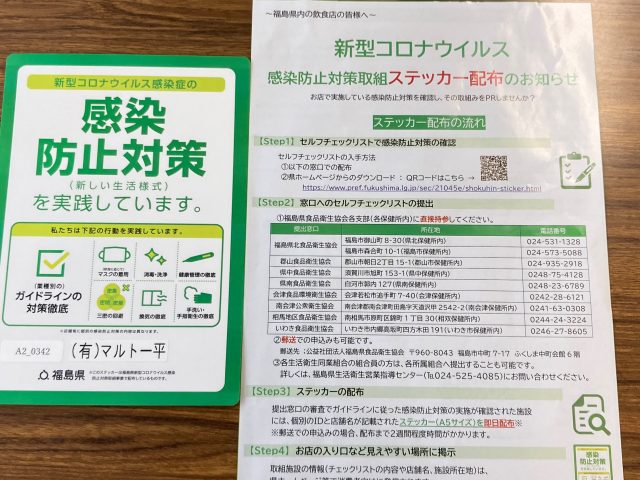 新型コロナウイルス感染症の
感染
防止対策
(新しい生活様式)
を実践しています。
私たちは下記の行動を実践しています。
(業種別の)
ガイドラインの
対策徹底
マスクの着用
消毒・洗浄
健康管理の徹底
密集
密閉 密接
三密の回避
換気の徹底
手洗い・
手指衛生の徹底
A2_0342
(有)マルトー平
福島県
～福島県内の飲食店の皆様へ～
新型コロナウイルス
感染防止対策取組ステッカー配布のお知らせ
お店で実施している感染防止対策を確認し、その取組みをPRしませんか？
ステッカー配布の流れ
【Step1】 セルフチェックリストで感染防止対策の確認
セルフチェックリストの入手方法
①以下の窓口での配布
②県ホームページからのダウンロード：QRコードはこちら →
https://www.pref.fukushima.lg.jp/sec/21045e/shokuhin-sticker.html
【Step2】 窓口へのセルフチェックリストの提出
①福島県食品衛生協会各支部(各保健所内)に直接持参してください。
提出窓口 所在地 電話番号
福島県北食品衛生協会 福島市御山町 8-30(県北保健所内) 024-531-1328
福島市森合町 10-1(福島市保健所内) 024-573-5088
郡山食品衛生協会 郡山市朝日2丁目 15-1(郡山市保健所内) 024-935-2918
県中食品衛生協会 須賀川市旭町 153-1(県中保健所内) 0248-75-4128
県南食品衛生協会 白河市郭内 127(県南保健所内) 0248-23-6789
会津食品環境衛生協会 会津若松市追手町 7-40(会津保健所内) 0242-28-6121
南会津公衆衛生協会 南会津郡南会津町田島字天道沢甲 2542-2(南会津保健所内) 0241-63-0308
相馬地区食品衛生協会 南相馬市原町区錦町 1丁目 30(相双保健所内) 0244-24-3224
いわき食品衛生協会 いわき市内郷高坂町四方木田 191(いわき市保健所内) 0246-27-8605
②郵送での申込みも可能です。
郵送先：公益社団法人福島県食品衛生協会 〒960-8043 福島市中町 7-17 ふくしま中町会館 6 階
③各生活衛生同業組合の組合員の方は、各所属組合へ提出することも可能です。
詳しくは、福島県生活衛生営業指導センター(℡024-525-4085)にお問い合わせください。
【Step3】 ステッカーの配布
提出窓口の審査でガイドラインに従った感染防止対策の実施が確認された施設
には、個別のIDと店舗名が記載されたステッカー(A5サイズ)を即日配布※
※郵送での申込みの場合、配布まで2週間程度時間がかかります。
【Step4】 お店の入り口など見えやすい場所に掲示
取組施設の情報(チェックリストの内容や店舗名、施設所在地)は、
感染
防止対策